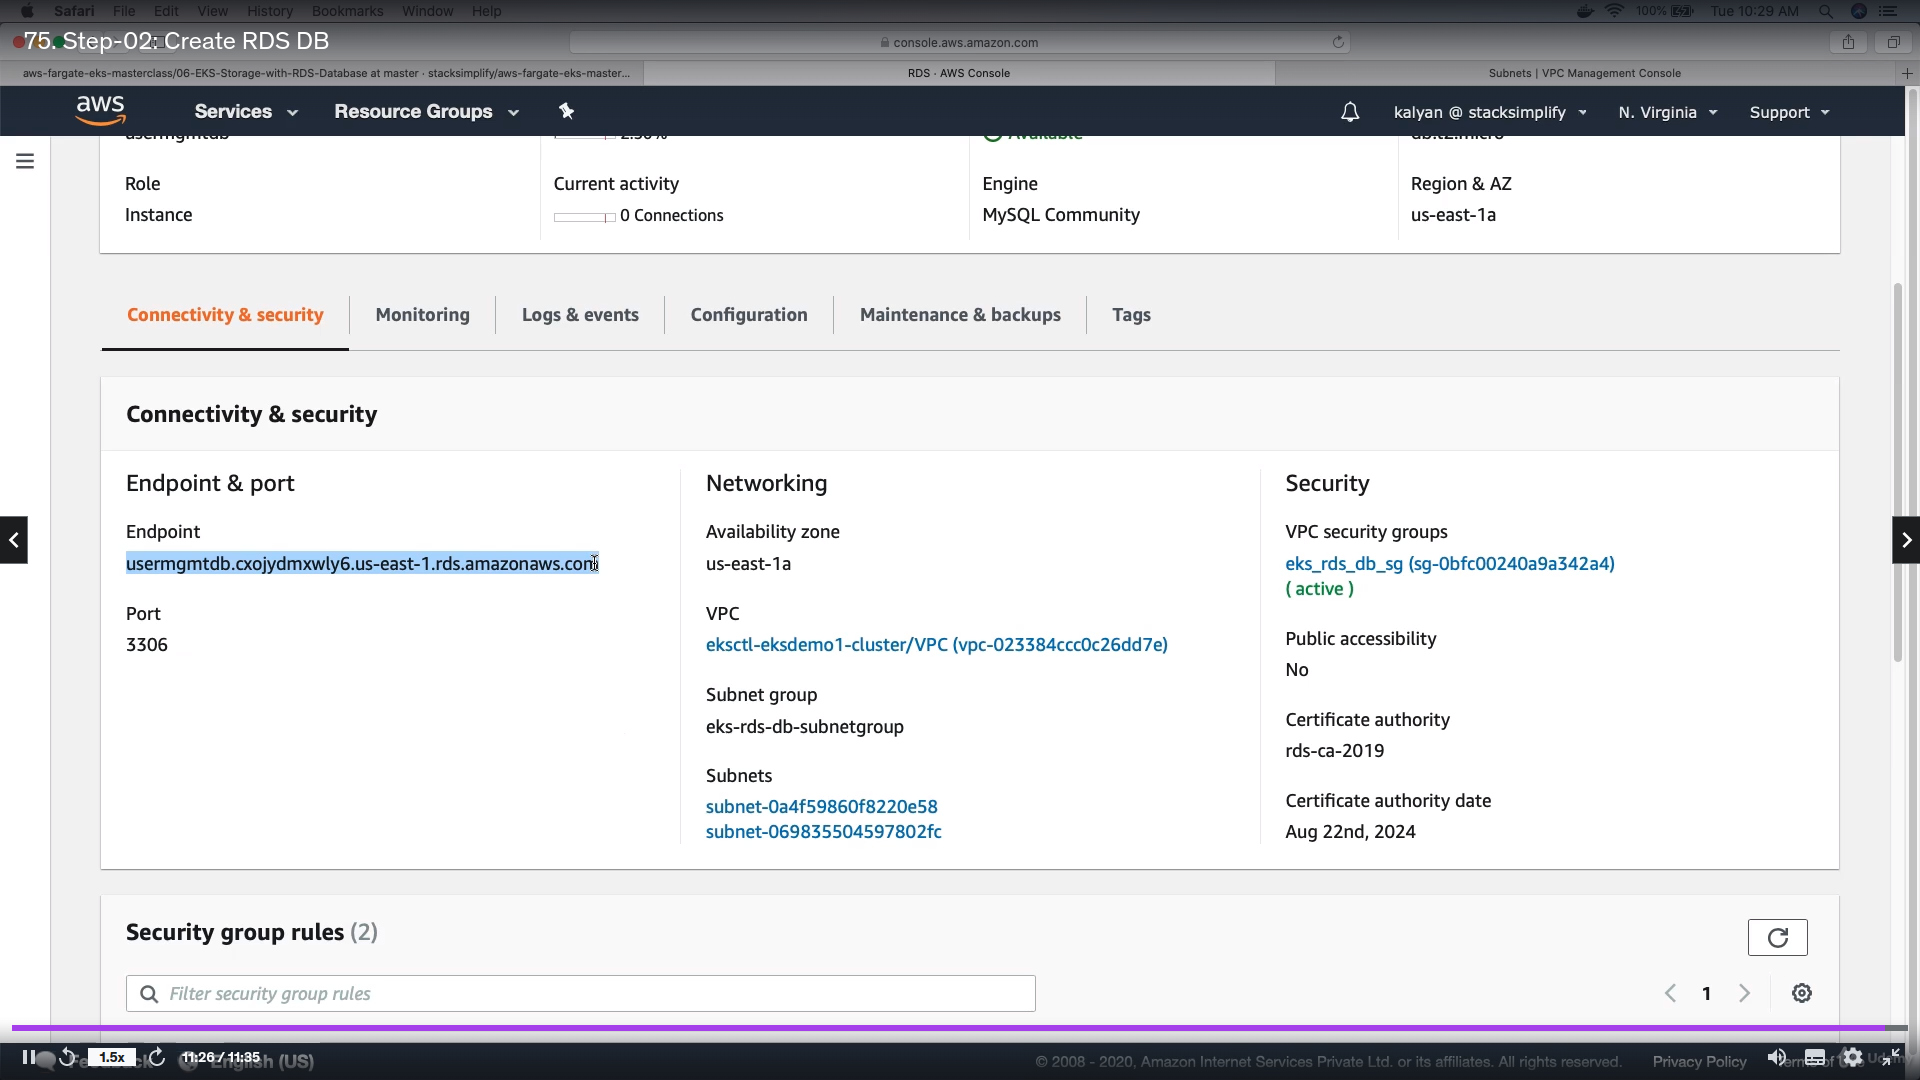 Safari File Edit View History Bookmarks Window Help 100% Tue 10:29 AM
75. Step-02: Create RDS DB
console.aws.amazon.com
aws-fargate-eks-masterclass/06-EKS-Storage-with-RDS-Database at master · stacksimplify/aws-fargate-eks-master... RDS · AWS Console Subnets | VPC Management Console
aws Services Resource Groups kalyan @ stacksimplify N. Virginia Support
usermgmtdb 2.50% Available db.t2.micro
Role Current activity Engine Region & AZ
Instance 0 Connections MySQL Community us-east-1a
Connectivity & security Monitoring Logs & events Configuration Maintenance & backups Tags
Connectivity & security
Endpoint & port
Endpoint
usermgmtdb.cxojydmxwly6.us-east-1.rds.amazonaws.com
Port
3306
Networking
Availability zone
us-east-1a
VPC
eksctl-eksdemo1-cluster/VPC (vpc-023384ccc0c26dd7e)
Subnet group
eks-rds-db-subnetgroup
Subnets
subnet-0a4f59860f8220e58
subnet-069835504597802fc
Security
VPC security groups
eks_rds_db_sg (sg-0bfc00240a9a342a4)
( active )
Public accessibility
No
Certificate authority
rds-ca-2019
Certificate authority date
Aug 22nd, 2024
Security group rules (2)
Filter security group rules
1
1.5x 11:26 / 11:35
English (US) © 2008 - 2020, Amazon Internet Services Private Ltd. or its affiliates. All rights reserved. Privacy Policy